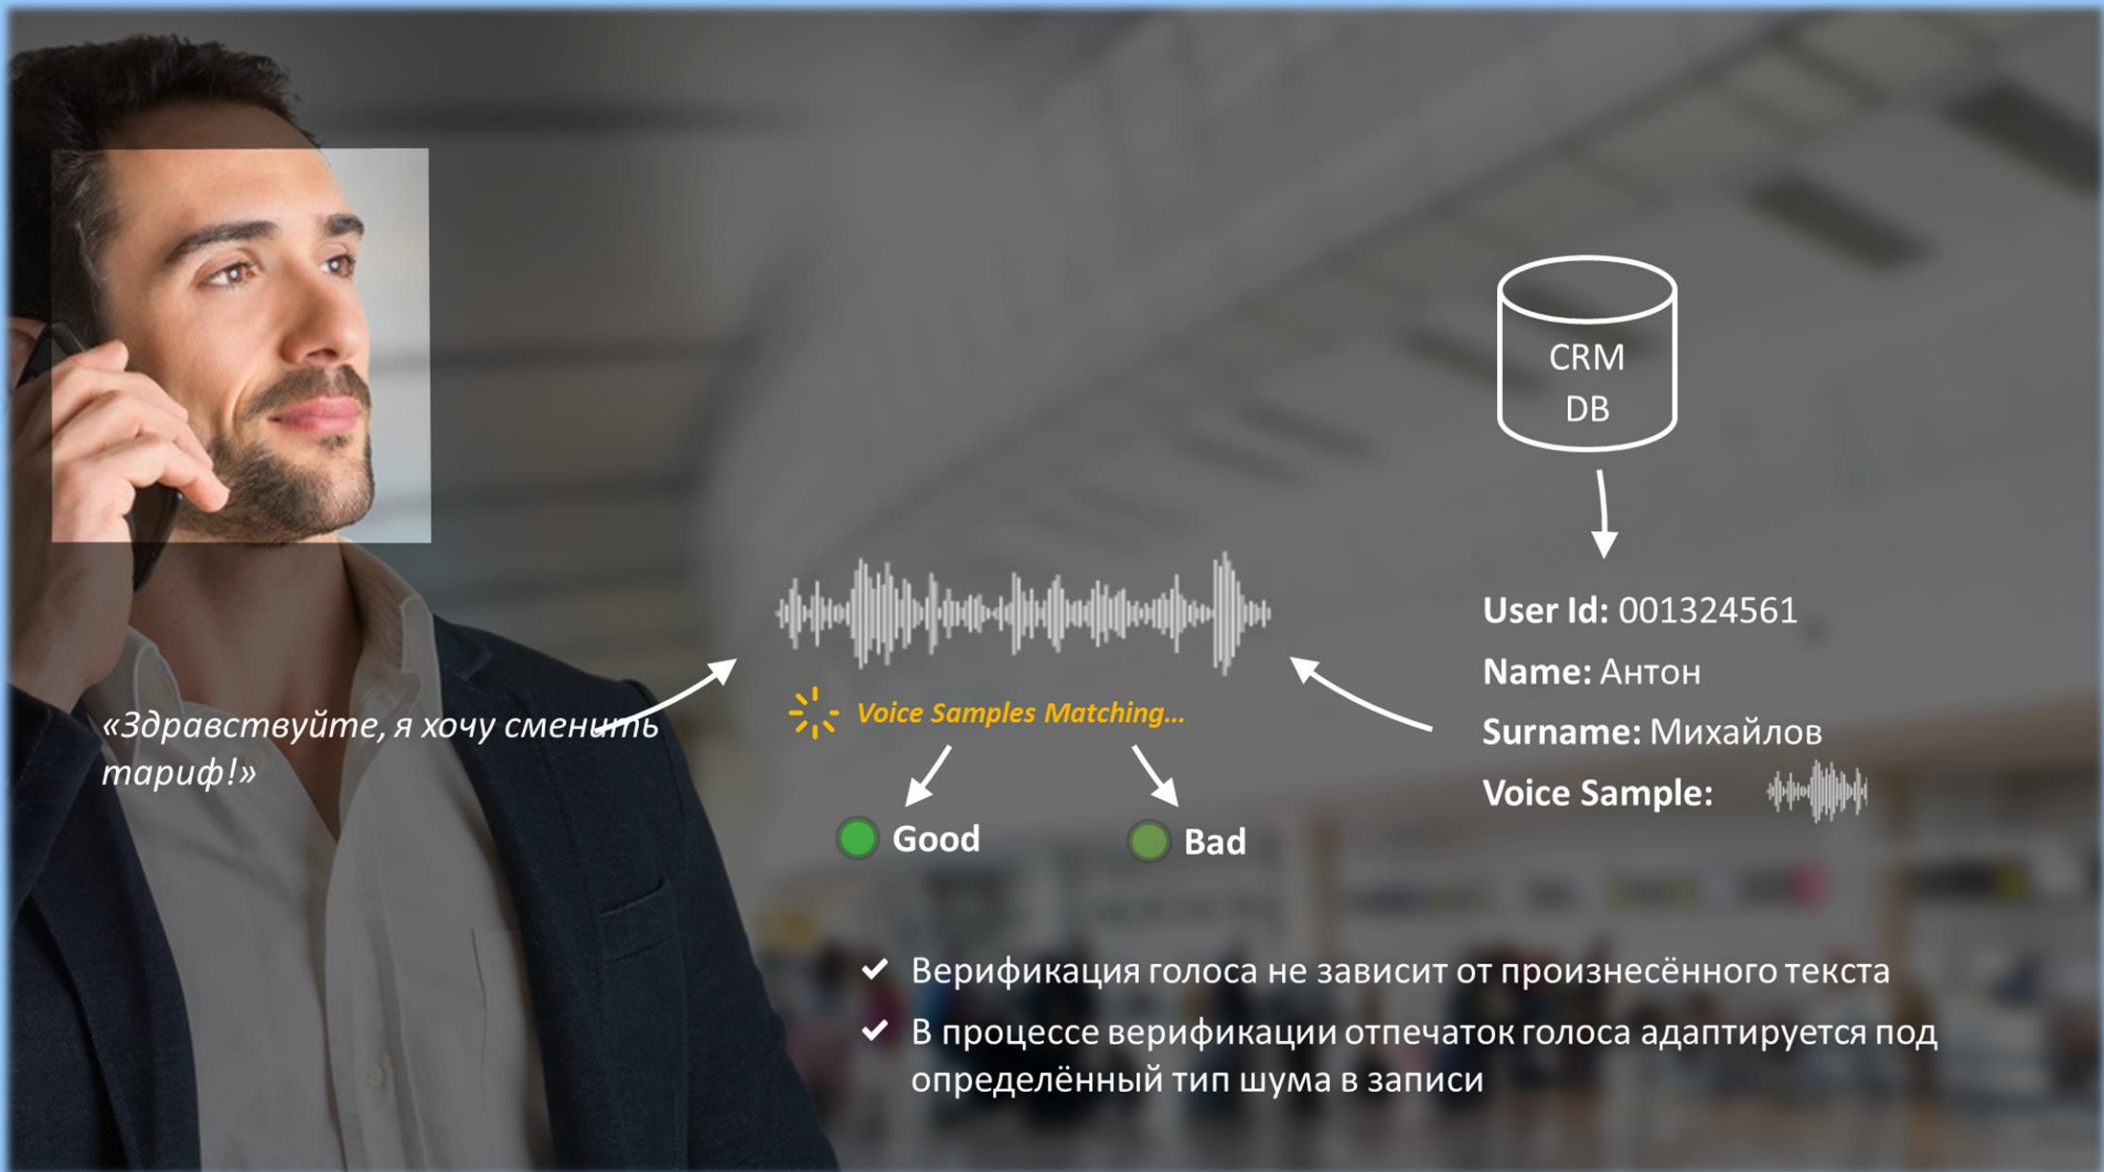 CRM
DB
User Id: 001324561
Name: Антон
Surname: Михайлов
Voice Sample:
«Здравствуйте, я хочу сменить
тариф!»
Voice Samples Matching...
Good
Bad
Верификация голоса не зависит от произнесённого текста
В процессе верификации отпечаток голоса адаптируется под
определённый тип шума в записи